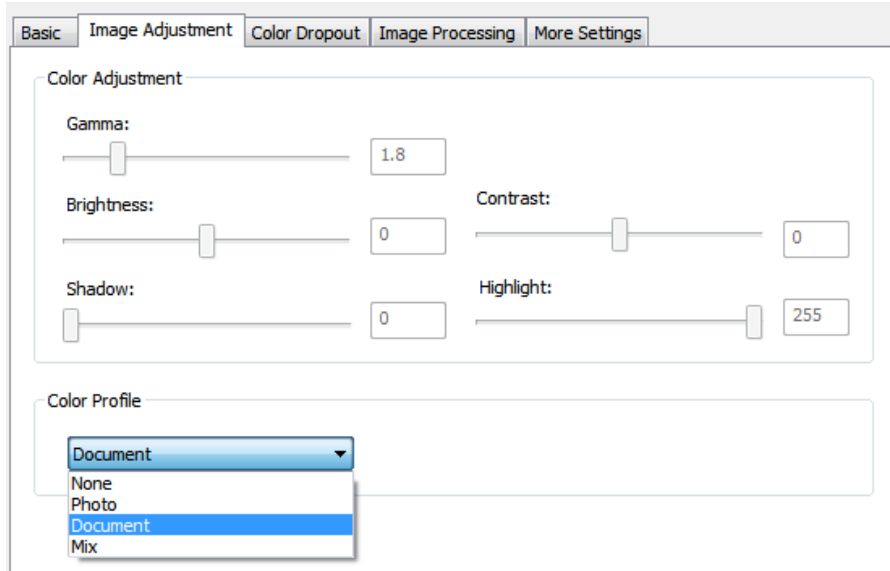 Basic Image Adjustment Color Dropout Image Processing More Settings
Color Adjustment
Gamma:
1.8
Brightness:
0
Contrast:
0
Shadow:
0
Highlight:
255
Color Profile
Document
None
Photo
Document
Mix